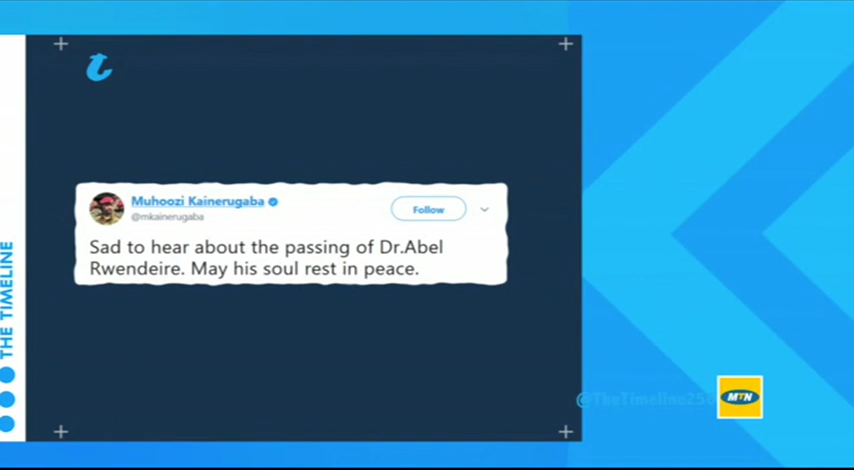 Muhoozi Kainerugaba
@mkainerugaba
Follow
Sad to hear about the passing of Dr.Abel
Rwendeire. May his soul rest in peace.
THE TIMELINE
MTN